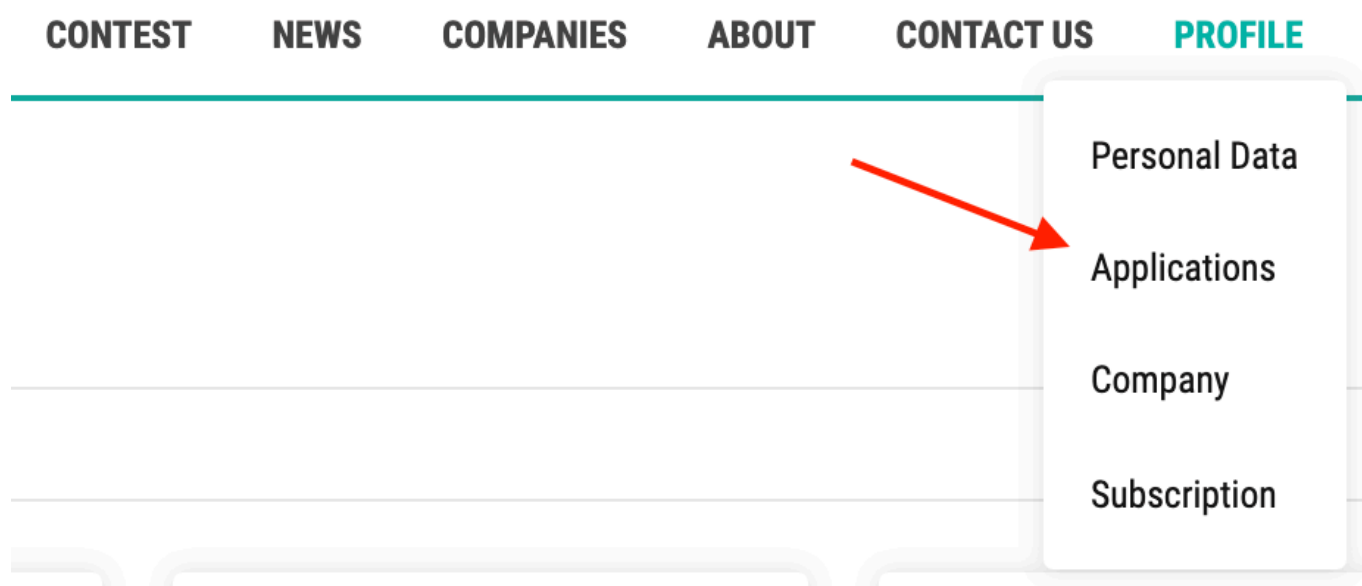 CONTEST NEWS COMPANIES ABOUT CONTACT US PROFILE
Personal Data
Applications
Company
Subscription